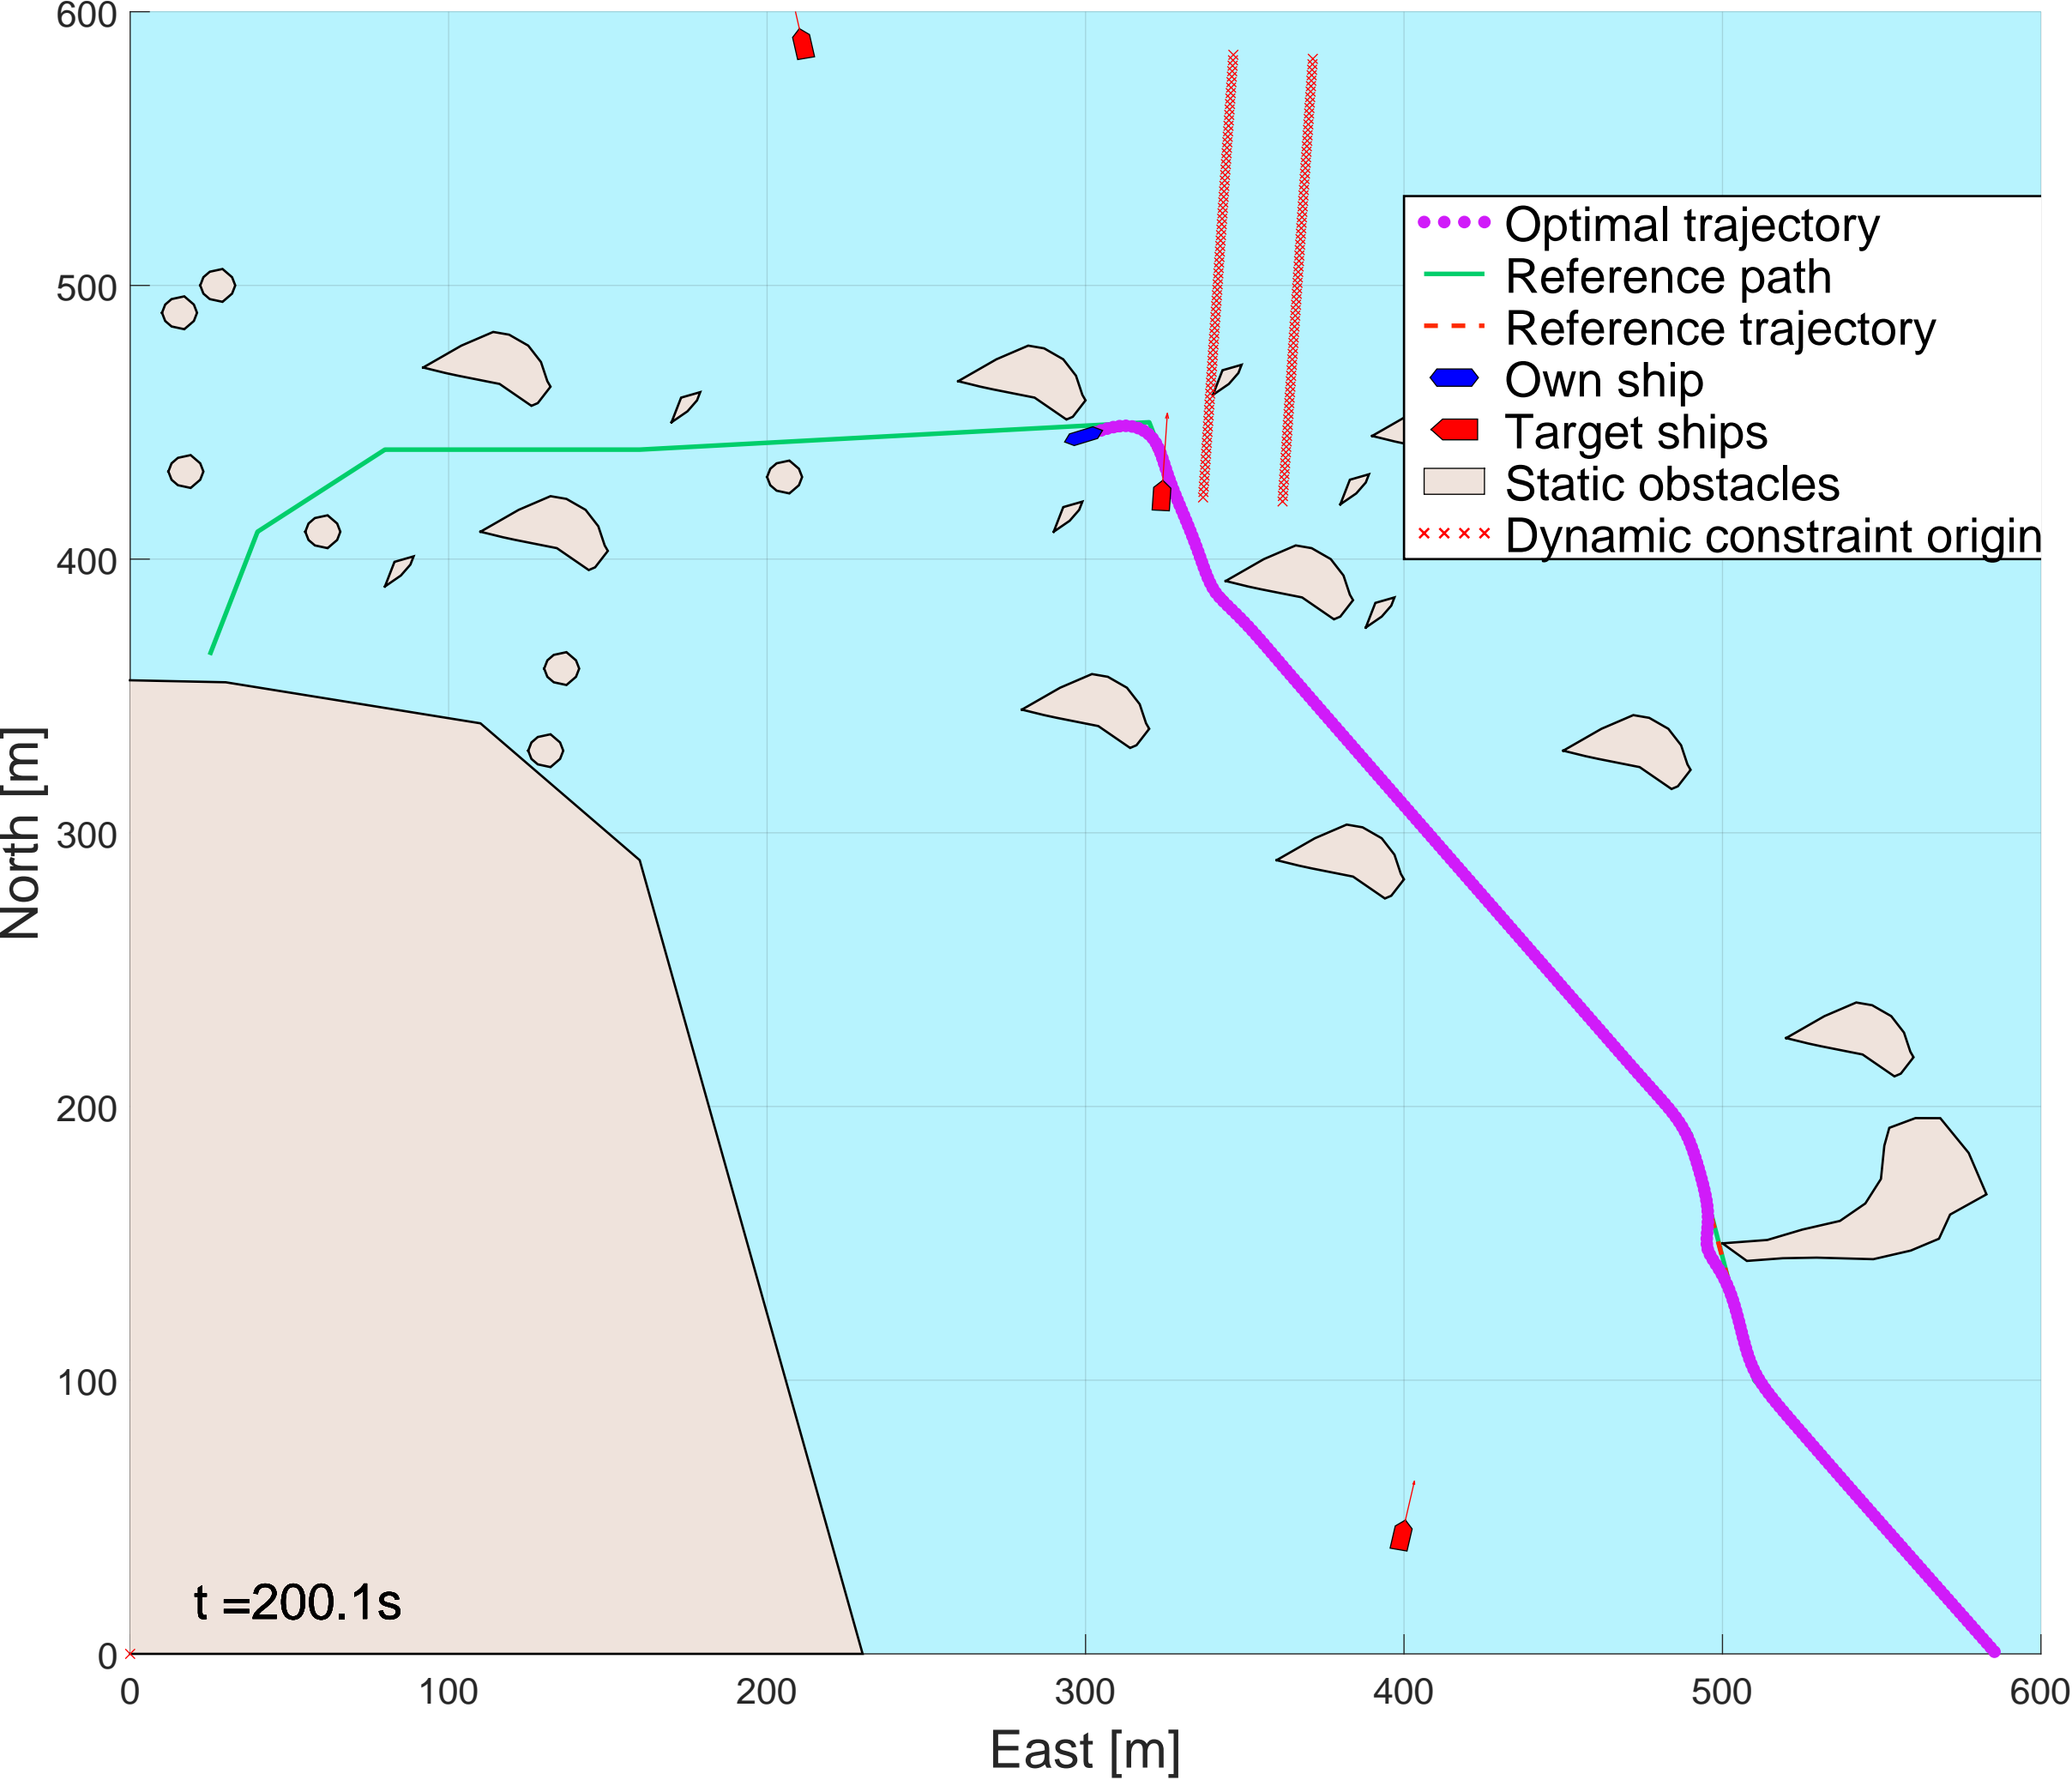 600
500
400
300
200
100
0
North [m]
Optimal trajectory
Reference path
Reference trajectory
Own ship
Target ships
Static obstacles
Dynamic constraint origin
t =200.1s
0 100 200 300 400 500 600
East [m]